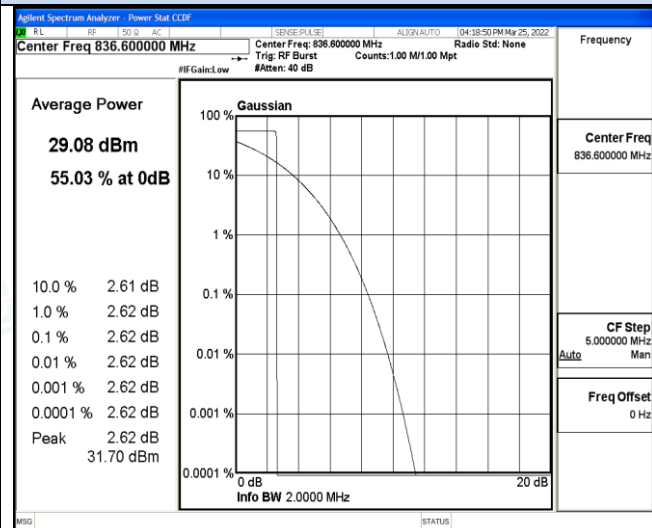 Agilent Spectrum Analyzer - Power Stat CCDF
RL RF 50 Ω AC SENSE:PULSE ALIGN AUTO 04:18:50 PM Mar 25, 2022
Center Freq 836.600000 MHz
Center Freq: 836.600000 MHz Radio Std: None
Trig: RF Burst Counts:1.00 M/1.00 Mpt
#IFGain:Low #Atten: 40 dB
Frequency
Center Freq
836.600000 MHz
CF Step
5.000000 MHz
Auto Man
Freq Offset
0 Hz
Average Power
29.08 dBm
55.03 % at 0dB
10.0 % 2.61 dB
1.0 % 2.62 dB
0.1 % 2.62 dB
0.01 % 2.62 dB
0.001 % 2.62 dB
0.0001 % 2.62 dB
Peak 2.62 dB
31.70 dBm
Gaussian
100 %
10 %
1 %
0.1 %
0.01 %
0.001 %
0.0001 %
0 dB 20 dB
Info BW 2.0000 MHz
MSG STATUS